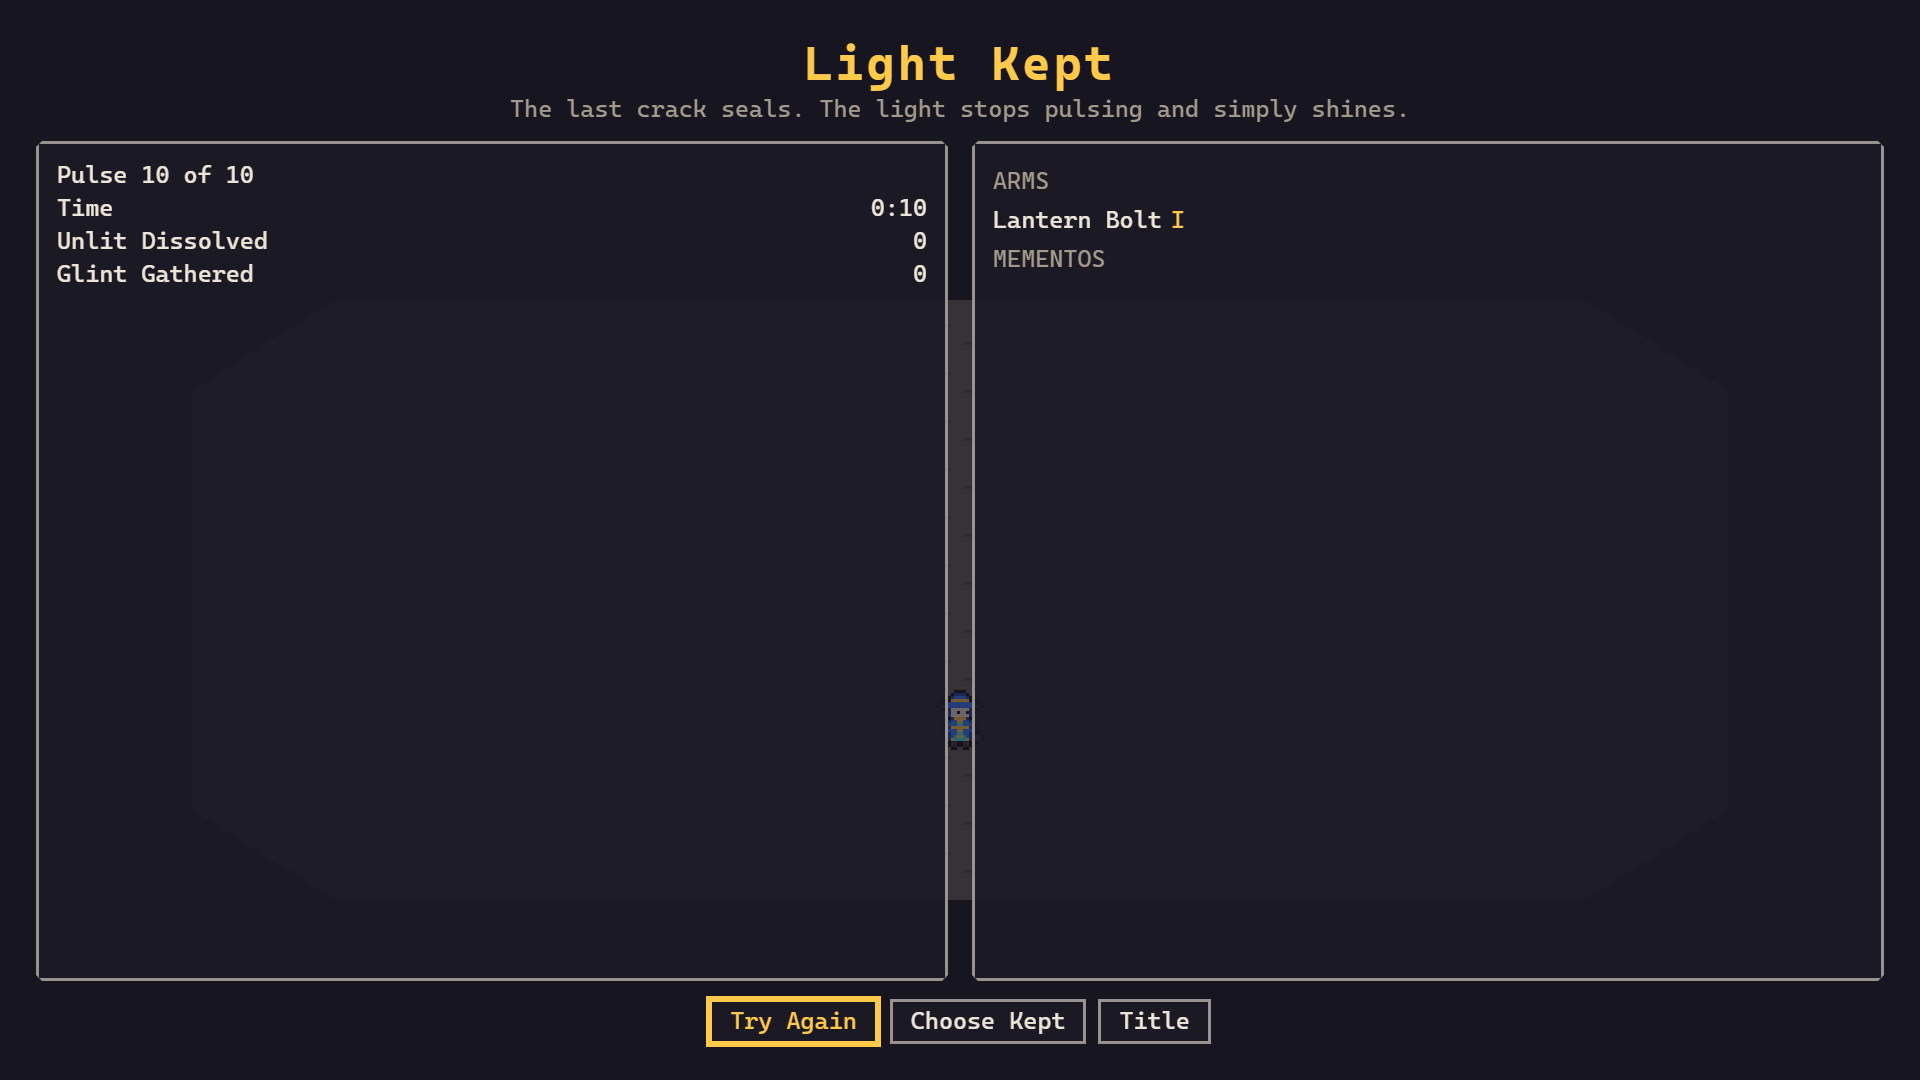 Light Kept
The last crack seals. The light stops pulsing and simply shines.
Pulse 10 of 10
Time 0:10
Unlit Dissolved 0
Glint Gathered 0
ARMS
Lantern Bolt I
MEMENTOS
Try Again Choose Kept Title